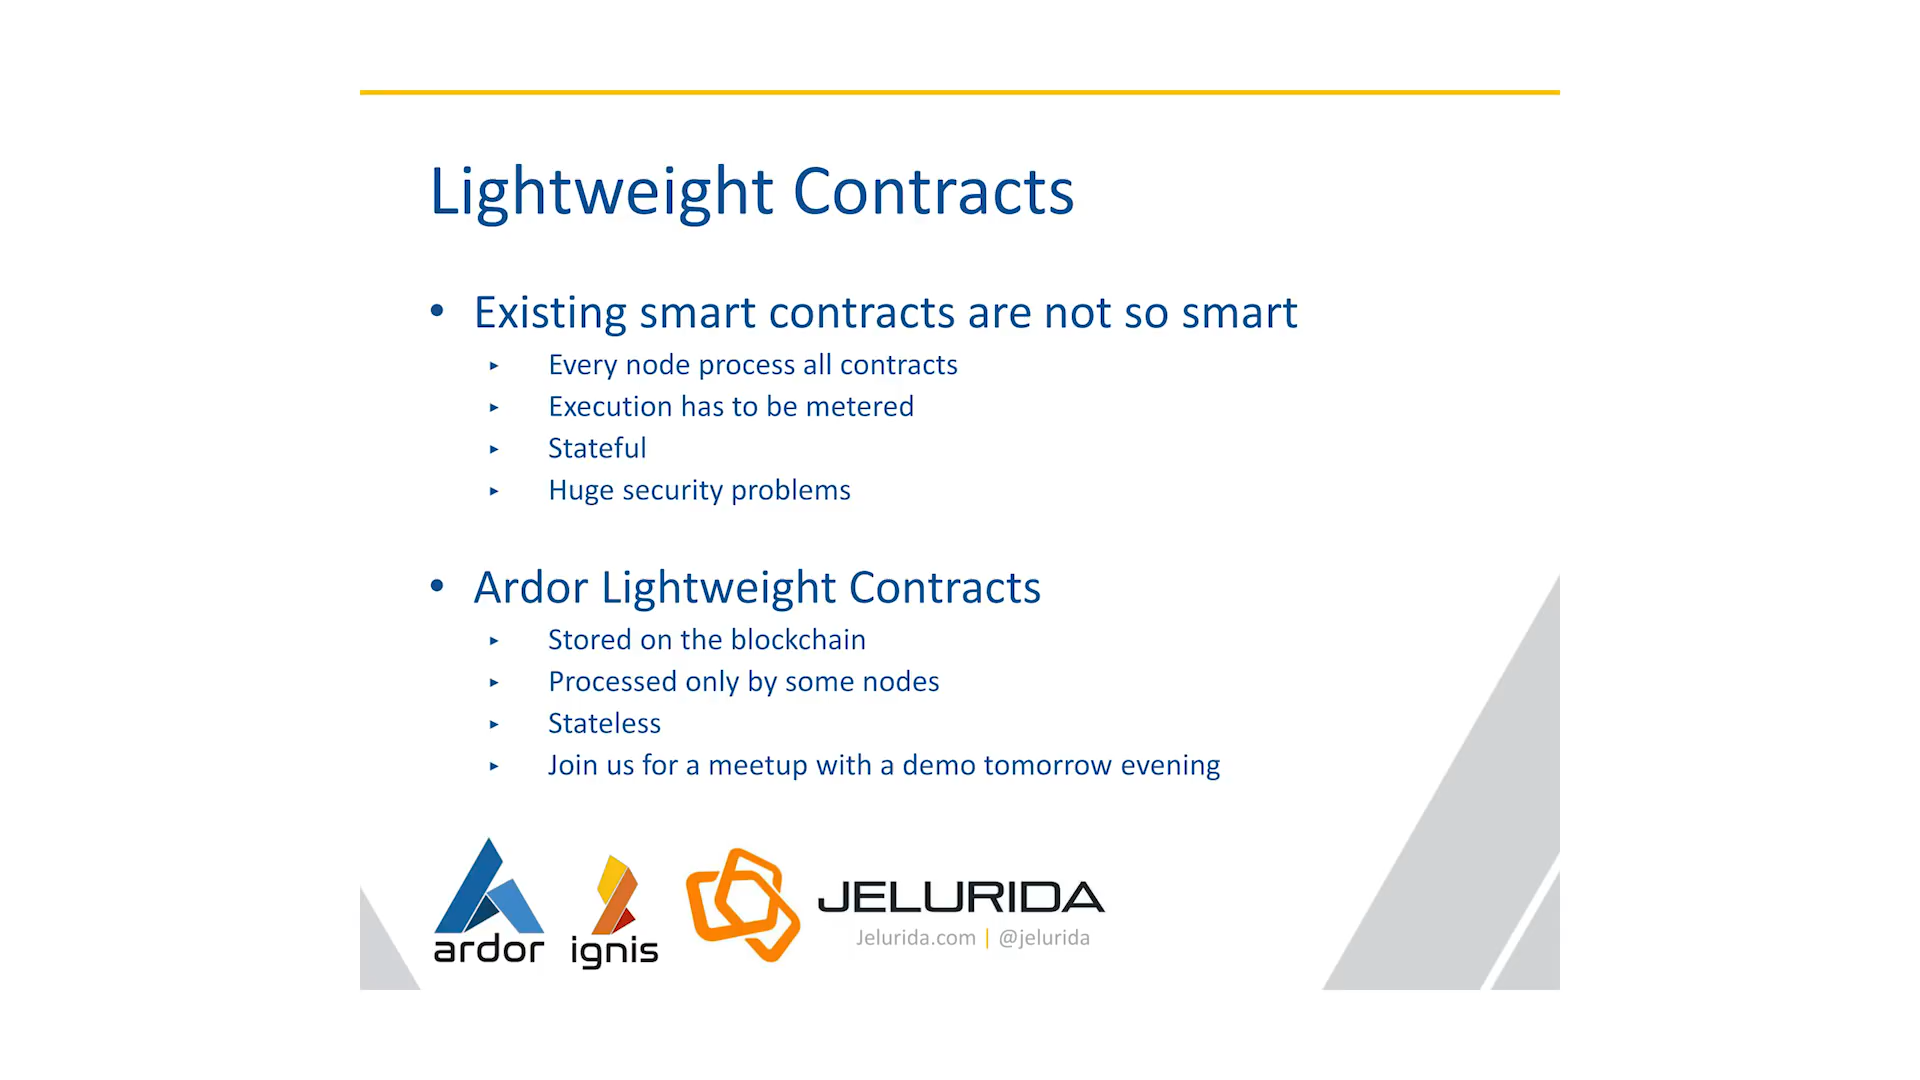 Lightweight Contracts
• Existing smart contracts are not so smart
▸ Every node process all contracts
▸ Execution has to be metered
▸ Stateful
▸ Huge security problems
• Ardor Lightweight Contracts
▸ Stored on the blockchain
▸ Processed only by some nodes
▸ Stateless
▸ Join us for a meetup with a demo tomorrow evening
ardor
ignis
JELURIDA
Jelurida.com | @jelurida